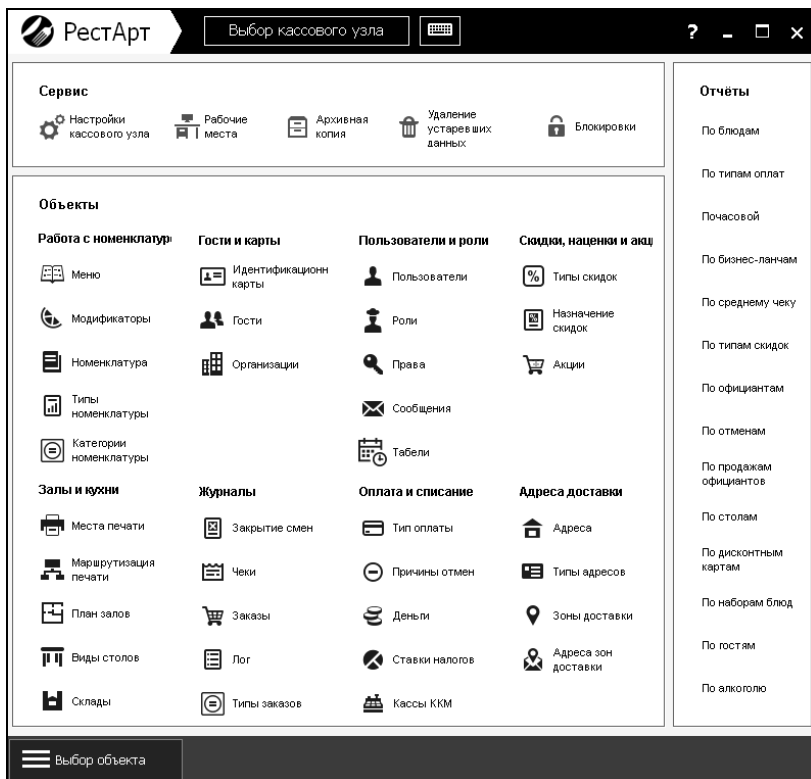 РестАрт
Выбор кассового узла
?
Сервис
Настройки
кассового узла
Рабочие
места
Архивная
копия
Удаление
устаревших
данных
Блокировки
Объекты
Работа с номенклатур
Меню
Модификаторы
Номенклатура
Типы
номенклатуры
Категории
номенклатуры
Гости и карты
Идентификационн
карты
Гости
Организации
Пользователи и роли
Пользователи
Роли
Права
Сообщения
Табели
Скидки, наценки и акц
Типы скидок
Назначение
скидок
Акции
Залы и кухни
Места печати
Маршрутизация
печати
План залов
Виды столов
Склады
Журналы
Закрытие смен
Чеки
Заказы
Лог
Типы заказов
Оплата и списание
Тип оплаты
Причины отмен
Деньги
Ставки налогов
Кассы ККМ
Адреса доставки
Адреса
Типы адресов
Зоны доставки
Адреса зон
доставки
Отчёты
По блюдам
По типам оплат
Почасовой
По бизнес-ланчам
По среднему чеку
По типам скидок
По официантам
По отменам
По продажам
официантов
По столам
По дисконтным
картам
По наборам блюд
По гостям
По алкоголю
Выбор объекта